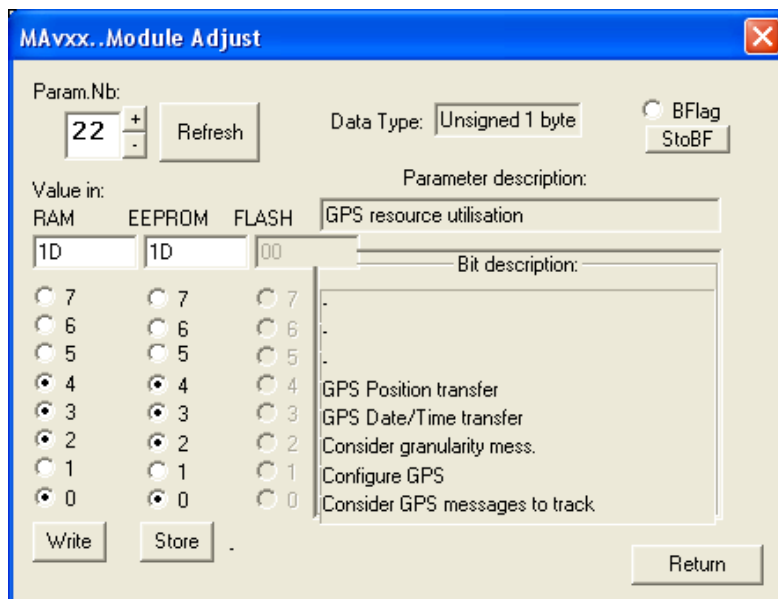 MAvxx..Module Adjust
Param.Nb:
22 + -
Refresh
Data Type: Unsigned 1 byte
BFlag
StoBF
Value in:
Parameter description:
RAM EEPROM FLASH
GPS resource utilisation
1D 1D 00
Bit description:
7 7 7 -
6 6 6 -
5 5 5 -
4 4 4 GPS Position transfer
3 3 3 GPS Date/Time transfer
2 2 2 Consider granularity mess.
1 1 1 Configure GPS
0 0 0 Consider GPS messages to track
Write Store -
Return